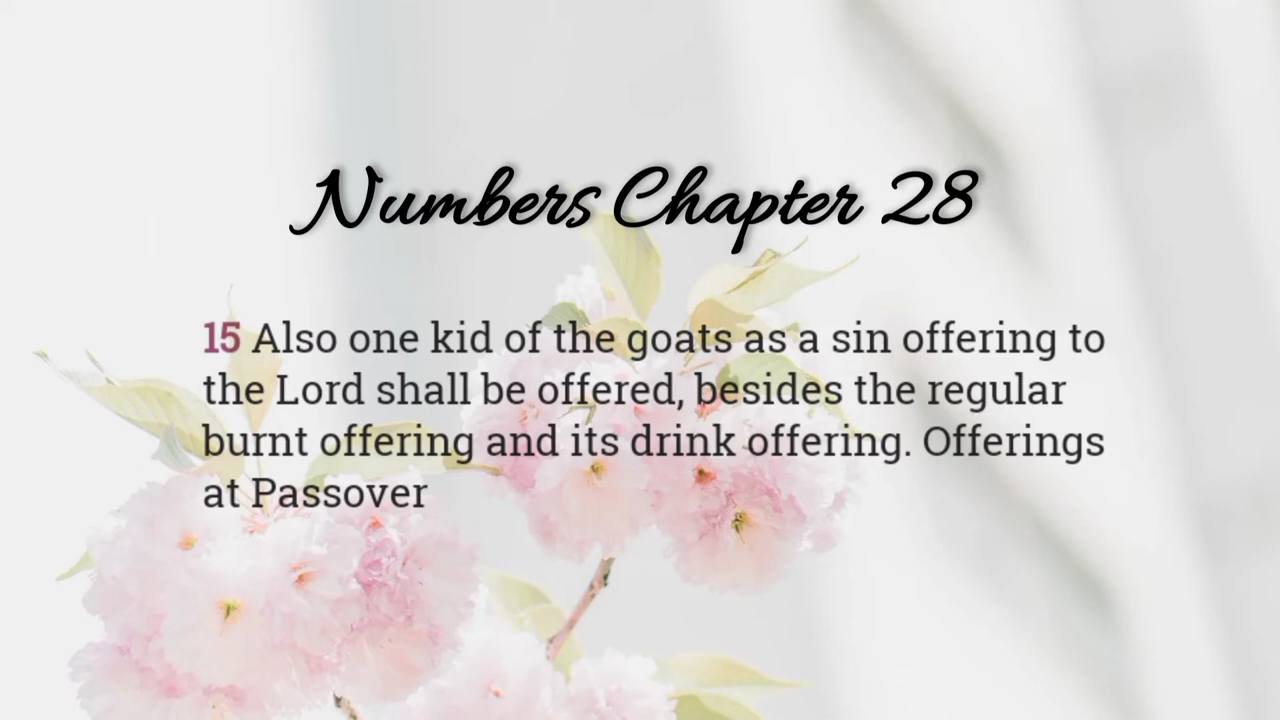 Numbers Chapter 28
15 Also one kid of the goats as a sin offering to
the Lord shall be offered, besides the regular
burnt offering and its drink offering. Offerings
at Passover